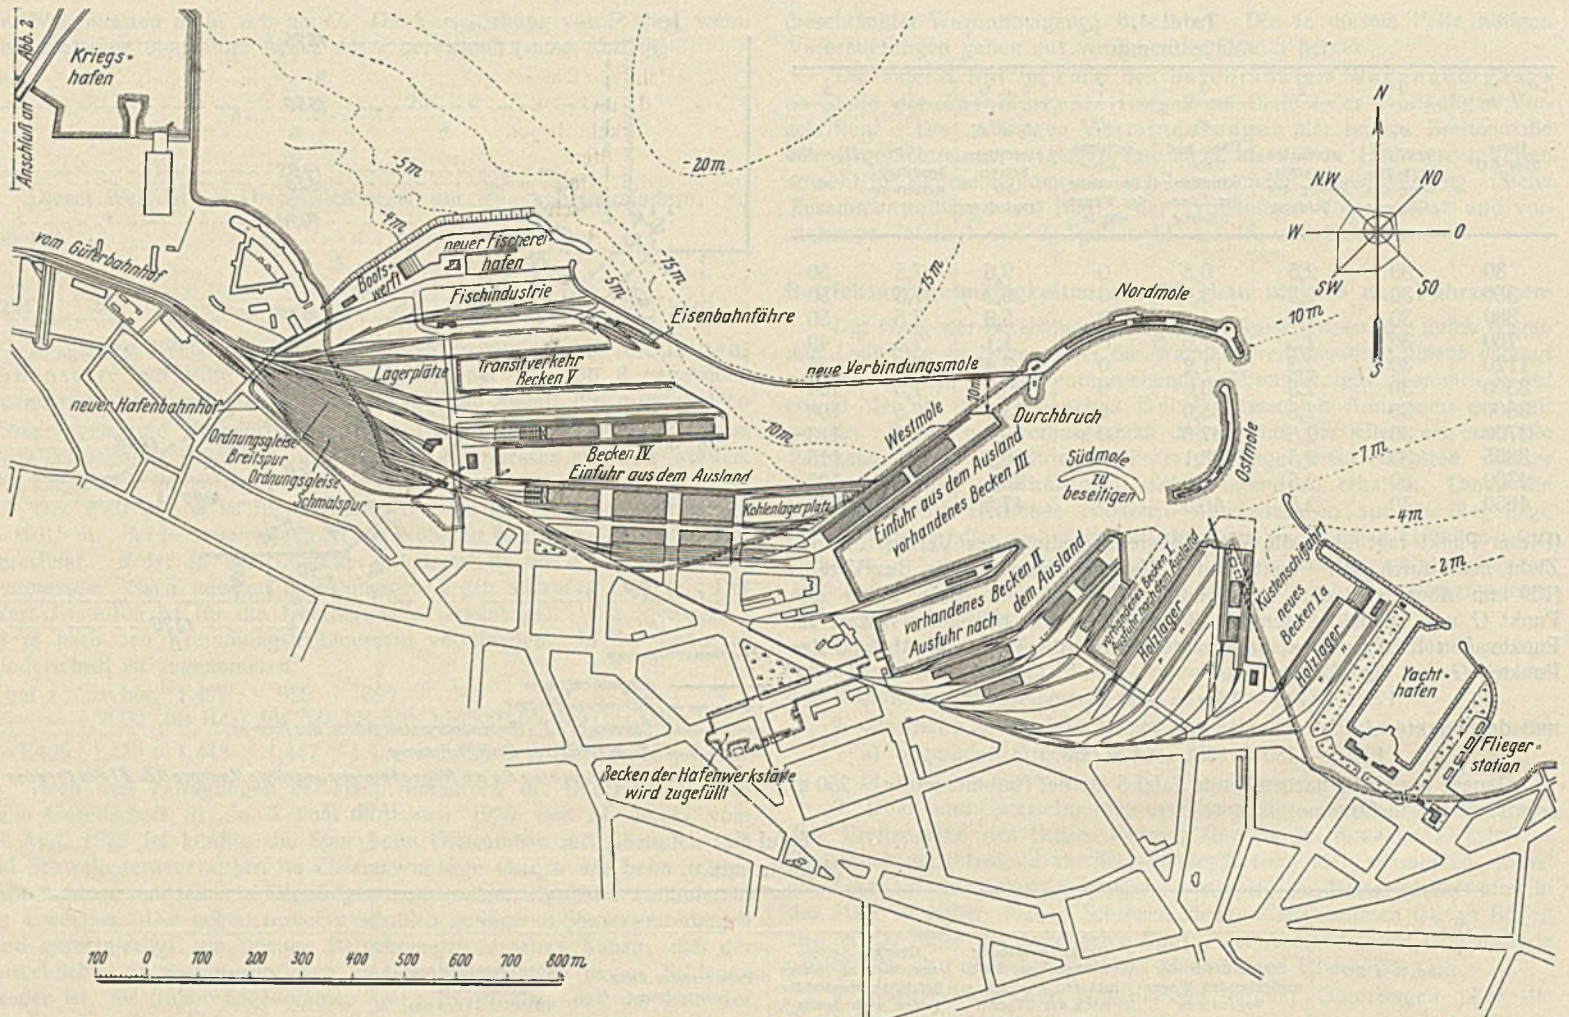 Anschluß an Abb. 2
Kriegs-
hafen
5 m
4 m
20 m
15 m
15 m
5 m
10 m
N
NW
NO
W
O
SW
SO
S
vom Güterbahnhof
Boots-
werft
neuer Fischerei-
hafen
Fischindustrie
Eisenbahnfähre
Nordmole
10 m
neue Verbindungsmole
10 m
Lagerplätze
Transitverkehr
Becken V
neuer Hafenbahnhof
Durchbruch
Westmole
Ostmole
Ordnungsgleise
Breitspur
Ordnungsgleise
Schmalspur
Becken IV
Einfuhr aus dem Ausland
Südmole
zu
beseitigen
7 m
Kohlenlagerplatz
Einfuhr aus dem Ausland
vorhandenes Becken III
4 m
2 m
vorhandenes Becken II
Ausfuhr nach dem Ausland
vorhandenes Becken I
Ausfuhr nach dem Ausland
Holzlager
Küstenschiffahrt
neues
Becken Ia
Holzlager
Yacht-
hafen
Flieger-
station
Becken der Hafenwerkstätte
wird zugefüllt
100 0 100 200 300 400 500 600 700 800 m